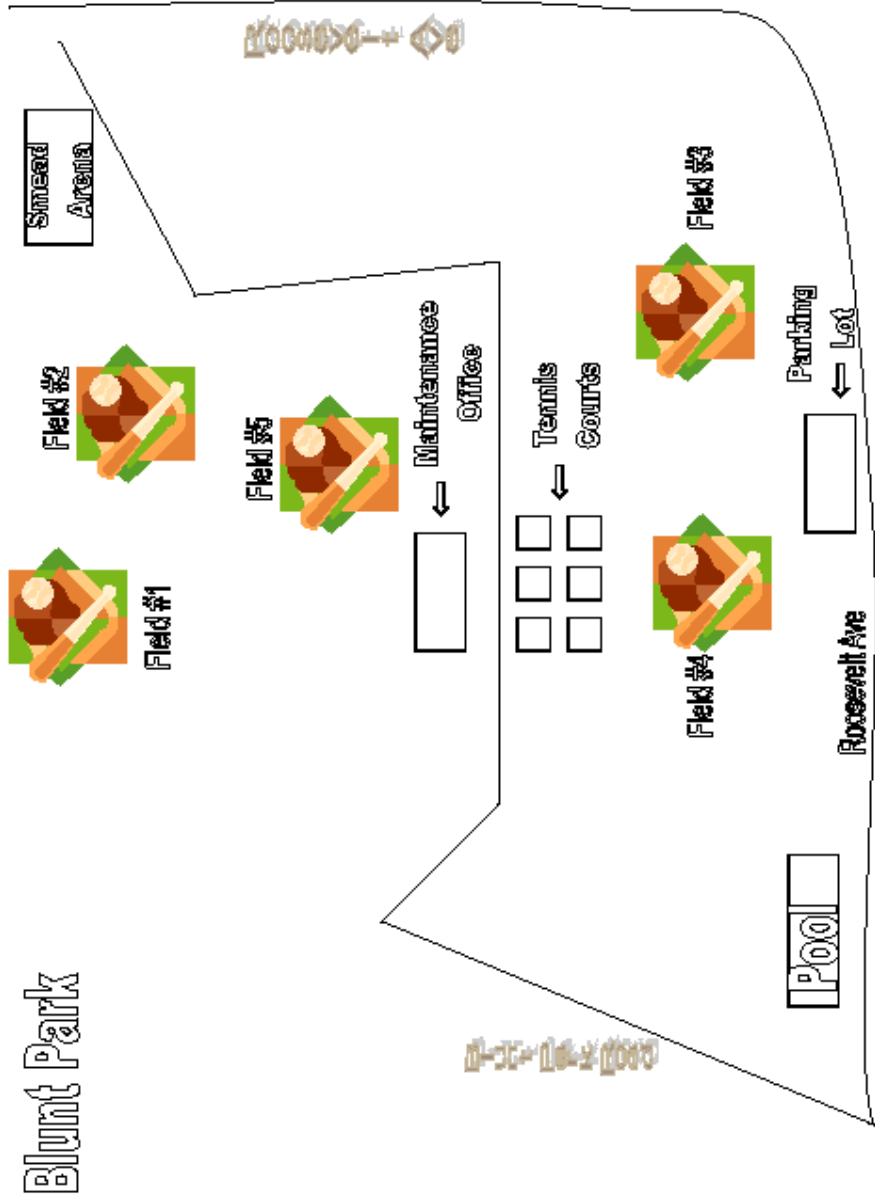 Blunt Park
Smead
Arena
Field #2
Field #1
Field #5
Maintenance
Office
Tennis
Courts
Field #3
Field #4
Parking
Lot
Pool
Roosevelt Ave